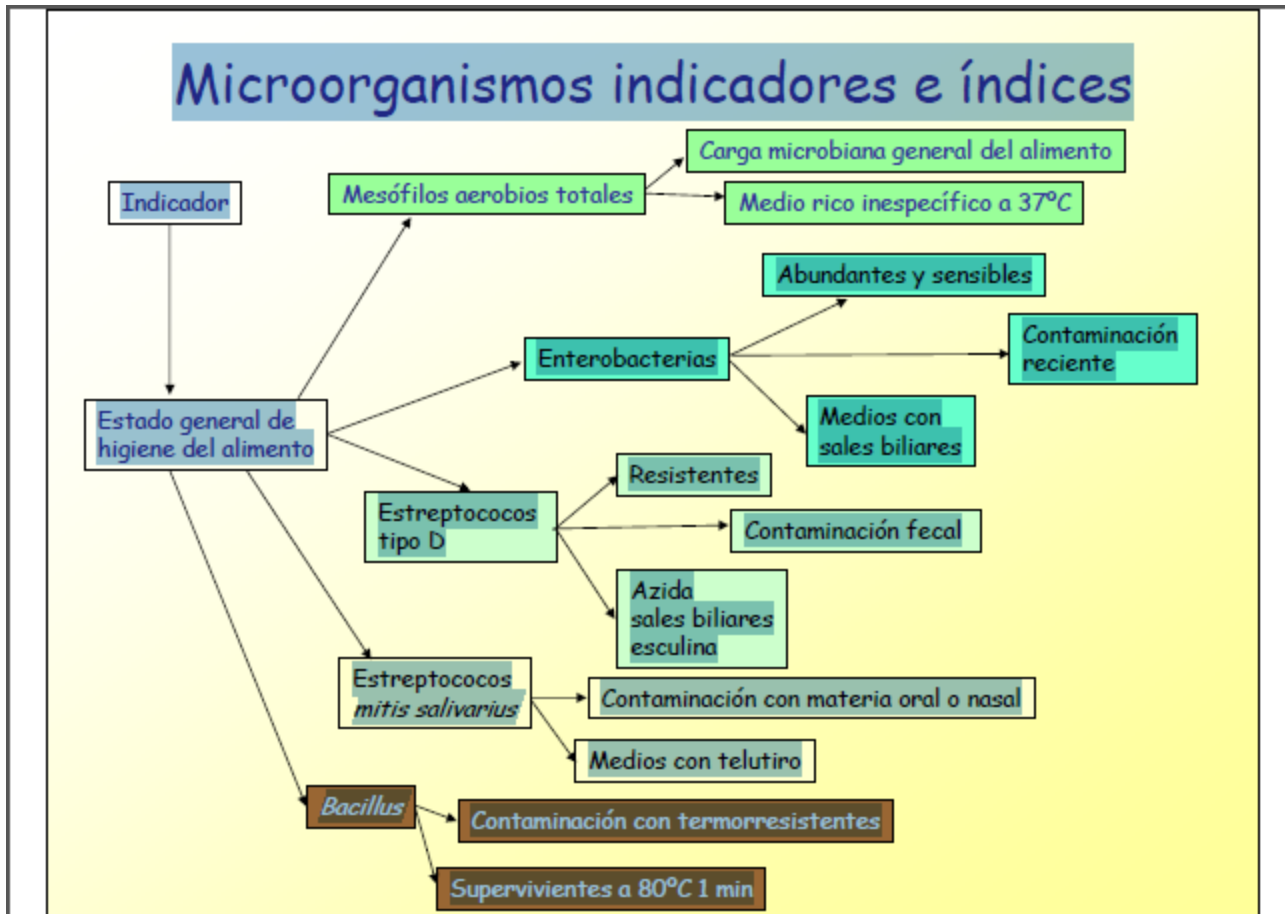 Microorganismos indicadores e índices
Indicador
Mesófilos aerobios totales
Carga microbiana general del alimento
Medio rico inespecífico a 37ºC
Abundantes y sensibles
Enterobacterias
Contaminación
reciente
Medios con
sales biliares
Estado general de
higiene del alimento
Resistentes
Estreptococos
tipo D
Contaminación fecal
Azida
sales biliares
esculina
Estreptococos
mitis salivarius
Contaminación con materia oral o nasal
Medios con telutiro
Bacillus
Contaminación con termorresistentes
Supervivientes a 80ºC 1 min